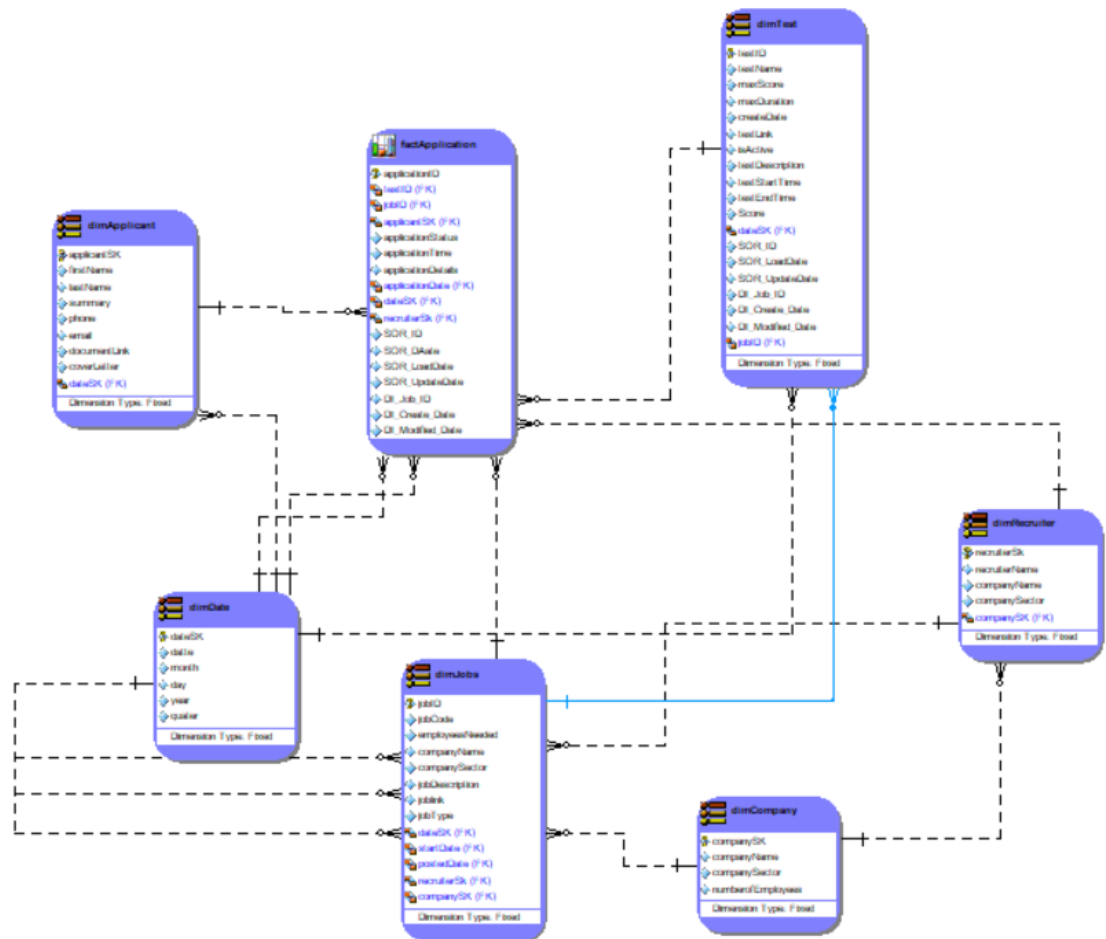 dimTest
testID
testName
maxScore
maxDuration
createDate
testLink
isActive
testDescription
testStartTime
testEndTime
Score
dateSK (FK)
SOR_ID
SOR_LoadDate
SOR_UpdateDate
DI_Job_ID
DI_Create_Date
DI_Modified_Date
jobID (FK)
Dimension Type: Fixed
factApplication
applicationID
testID (FK)
jobID (FK)
applicantSK (FK)
applicationStatus
applicationTime
applicationDetails
applicationDate (FK)
dateSK (FK)
recruiterSk (FK)
SOR_ID
SOR_DAate
SOR_LoadDate
SOR_UpdateDate
DI_Job_ID
DI_Create_Date
DI_Modified_Date
dimApplicant
applicantSK
firstName
lastName
summary
phone
email
documentLink
coverLetter
dateSK (FK)
Dimension Type: Fixed
dimRecruiter
recruiterSk
recruiterName
companyName
companySector
companySK (FK)
Dimension Type: Fixed
dimDate
dateSK
date
month
day
year
quater
Dimension Type: Fixed
dimJobs
jobID
jobCode
employeesNeeded
companyName
companySector
jobDescription
joblink
jobType
dateSK (FK)
startDate (FK)
postedDate (FK)
recruiterSk (FK)
companySK (FK)
Dimension Type: Fixed
dimCompany
companySK
companyName
companySector
numberofEmployees
Dimension Type: Fixed